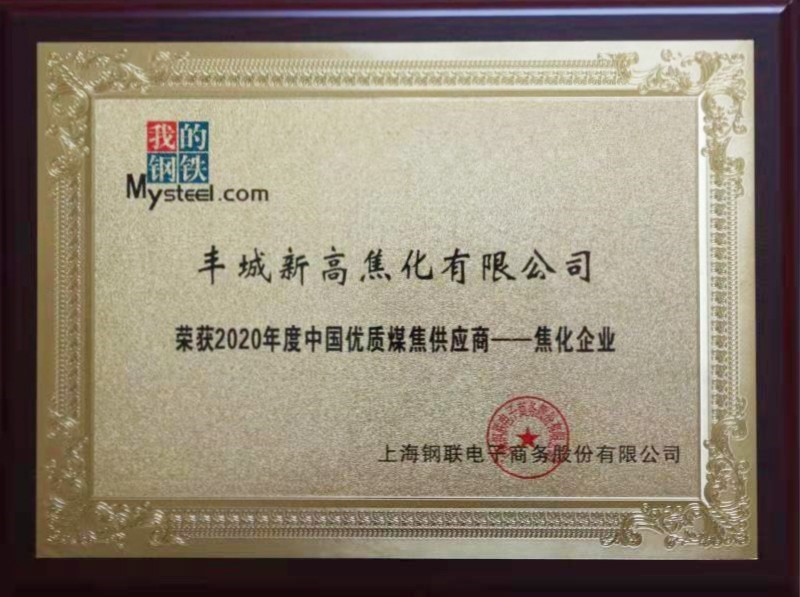 我的
钢铁
Mysteel.com
丰城新高焦化有限公司
荣获2020年度中国优质煤焦供应商——焦化企业
上海钢联电子商务股份有限公司